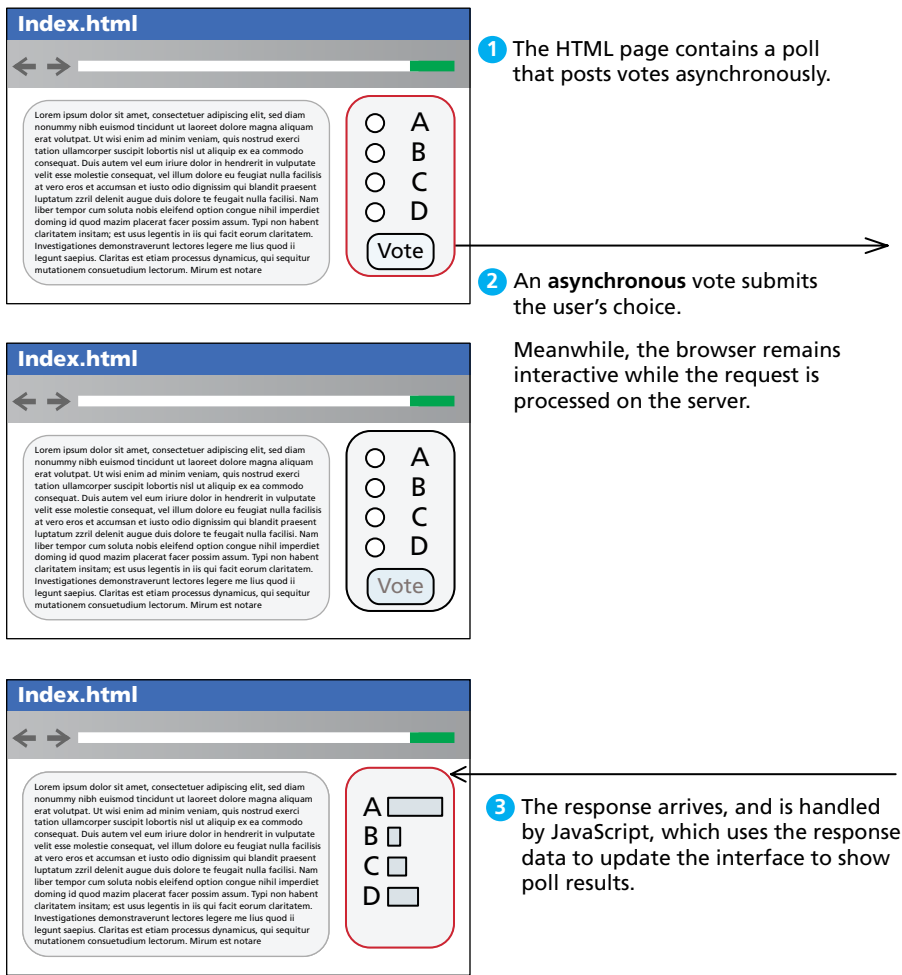 Index.html
1 The HTML page contains a poll
that posts votes asynchronously.
Lorem ipsum dolor sit amet, consectetuer adipiscing elit, sed diam
nonummy nibh euismod tincidunt ut laoreet dolore magna aliquam
erat volutpat. Ut wisi enim ad minim veniam, quis nostrud exerci
tation ullamcorper suscipit lobortis nisl ut aliquip ex ea commodo
consequat. Duis autem vel eum iriure dolor in hendrerit in vulputate
velit esse molestie consequat, vel illum dolore eu feugiat nulla facilisis
at vero eros et accumsan et iusto odio dignissim qui blandit praesent
luptatum zzril delenit augue duis dolore te feugait nulla facilisi. Nam
liber tempor cum soluta nobis eleifend option congue nihil imperdiet
doming id quod mazim placerat facer possim assum. Typi non habent
claritatem insitam; est usus legentis in iis qui facit eorum claritatem.
Investigationes demonstraverunt lectores legere me lius quod ii
legunt saepius. Claritas est etiam processus dynamicus, qui sequitur
mutationem consuetudium lectorum. Mirum est notare
A
B
C
D
Vote
2 An asynchronous vote submits
the user's choice.
Meanwhile, the browser remains
interactive while the request is
processed on the server.
Index.html
Lorem ipsum dolor sit amet, consectetuer adipiscing elit, sed diam
nonummy nibh euismod tincidunt ut laoreet dolore magna aliquam
erat volutpat. Ut wisi enim ad minim veniam, quis nostrud exerci
tation ullamcorper suscipit lobortis nisl ut aliquip ex ea commodo
consequat. Duis autem vel eum iriure dolor in hendrerit in vulputate
velit esse molestie consequat, vel illum dolore eu feugiat nulla facilisis
at vero eros et accumsan et iusto odio dignissim qui blandit praesent
luptatum zzril delenit augue duis dolore te feugait nulla facilisi. Nam
liber tempor cum soluta nobis eleifend option congue nihil imperdiet
doming id quod mazim placerat facer possim assum. Typi non habent
claritatem insitam; est usus legentis in iis qui facit eorum claritatem.
Investigationes demonstraverunt lectores legere me lius quod ii
legunt saepius. Claritas est etiam processus dynamicus, qui sequitur
mutationem consuetudium lectorum. Mirum est notare
A
B
C
D
Vote
Index.html
Lorem ipsum dolor sit amet, consectetuer adipiscing elit, sed diam
nonummy nibh euismod tincidunt ut laoreet dolore magna aliquam
erat volutpat. Ut wisi enim ad minim veniam, quis nostrud exerci
tation ullamcorper suscipit lobortis nisl ut aliquip ex ea commodo
consequat. Duis autem vel eum iriure dolor in hendrerit in vulputate
velit esse molestie consequat, vel illum dolore eu feugiat nulla facilisis
at vero eros et accumsan et iusto odio dignissim qui blandit praesent
luptatum zzril delenit augue duis dolore te feugait nulla facilisi. Nam
liber tempor cum soluta nobis eleifend option congue nihil imperdiet
doming id quod mazim placerat facer possim assum. Typi non habent
claritatem insitam; est usus legentis in iis qui facit eorum claritatem.
Investigationes demonstraverunt lectores legere me lius quod ii
legunt saepius. Claritas est etiam processus dynamicus, qui sequitur
mutationem consuetudium lectorum. Mirum est notare
A
B
C
D
3 The response arrives, and is handled
by JavaScript, which uses the response
data to update the interface to show
poll results.